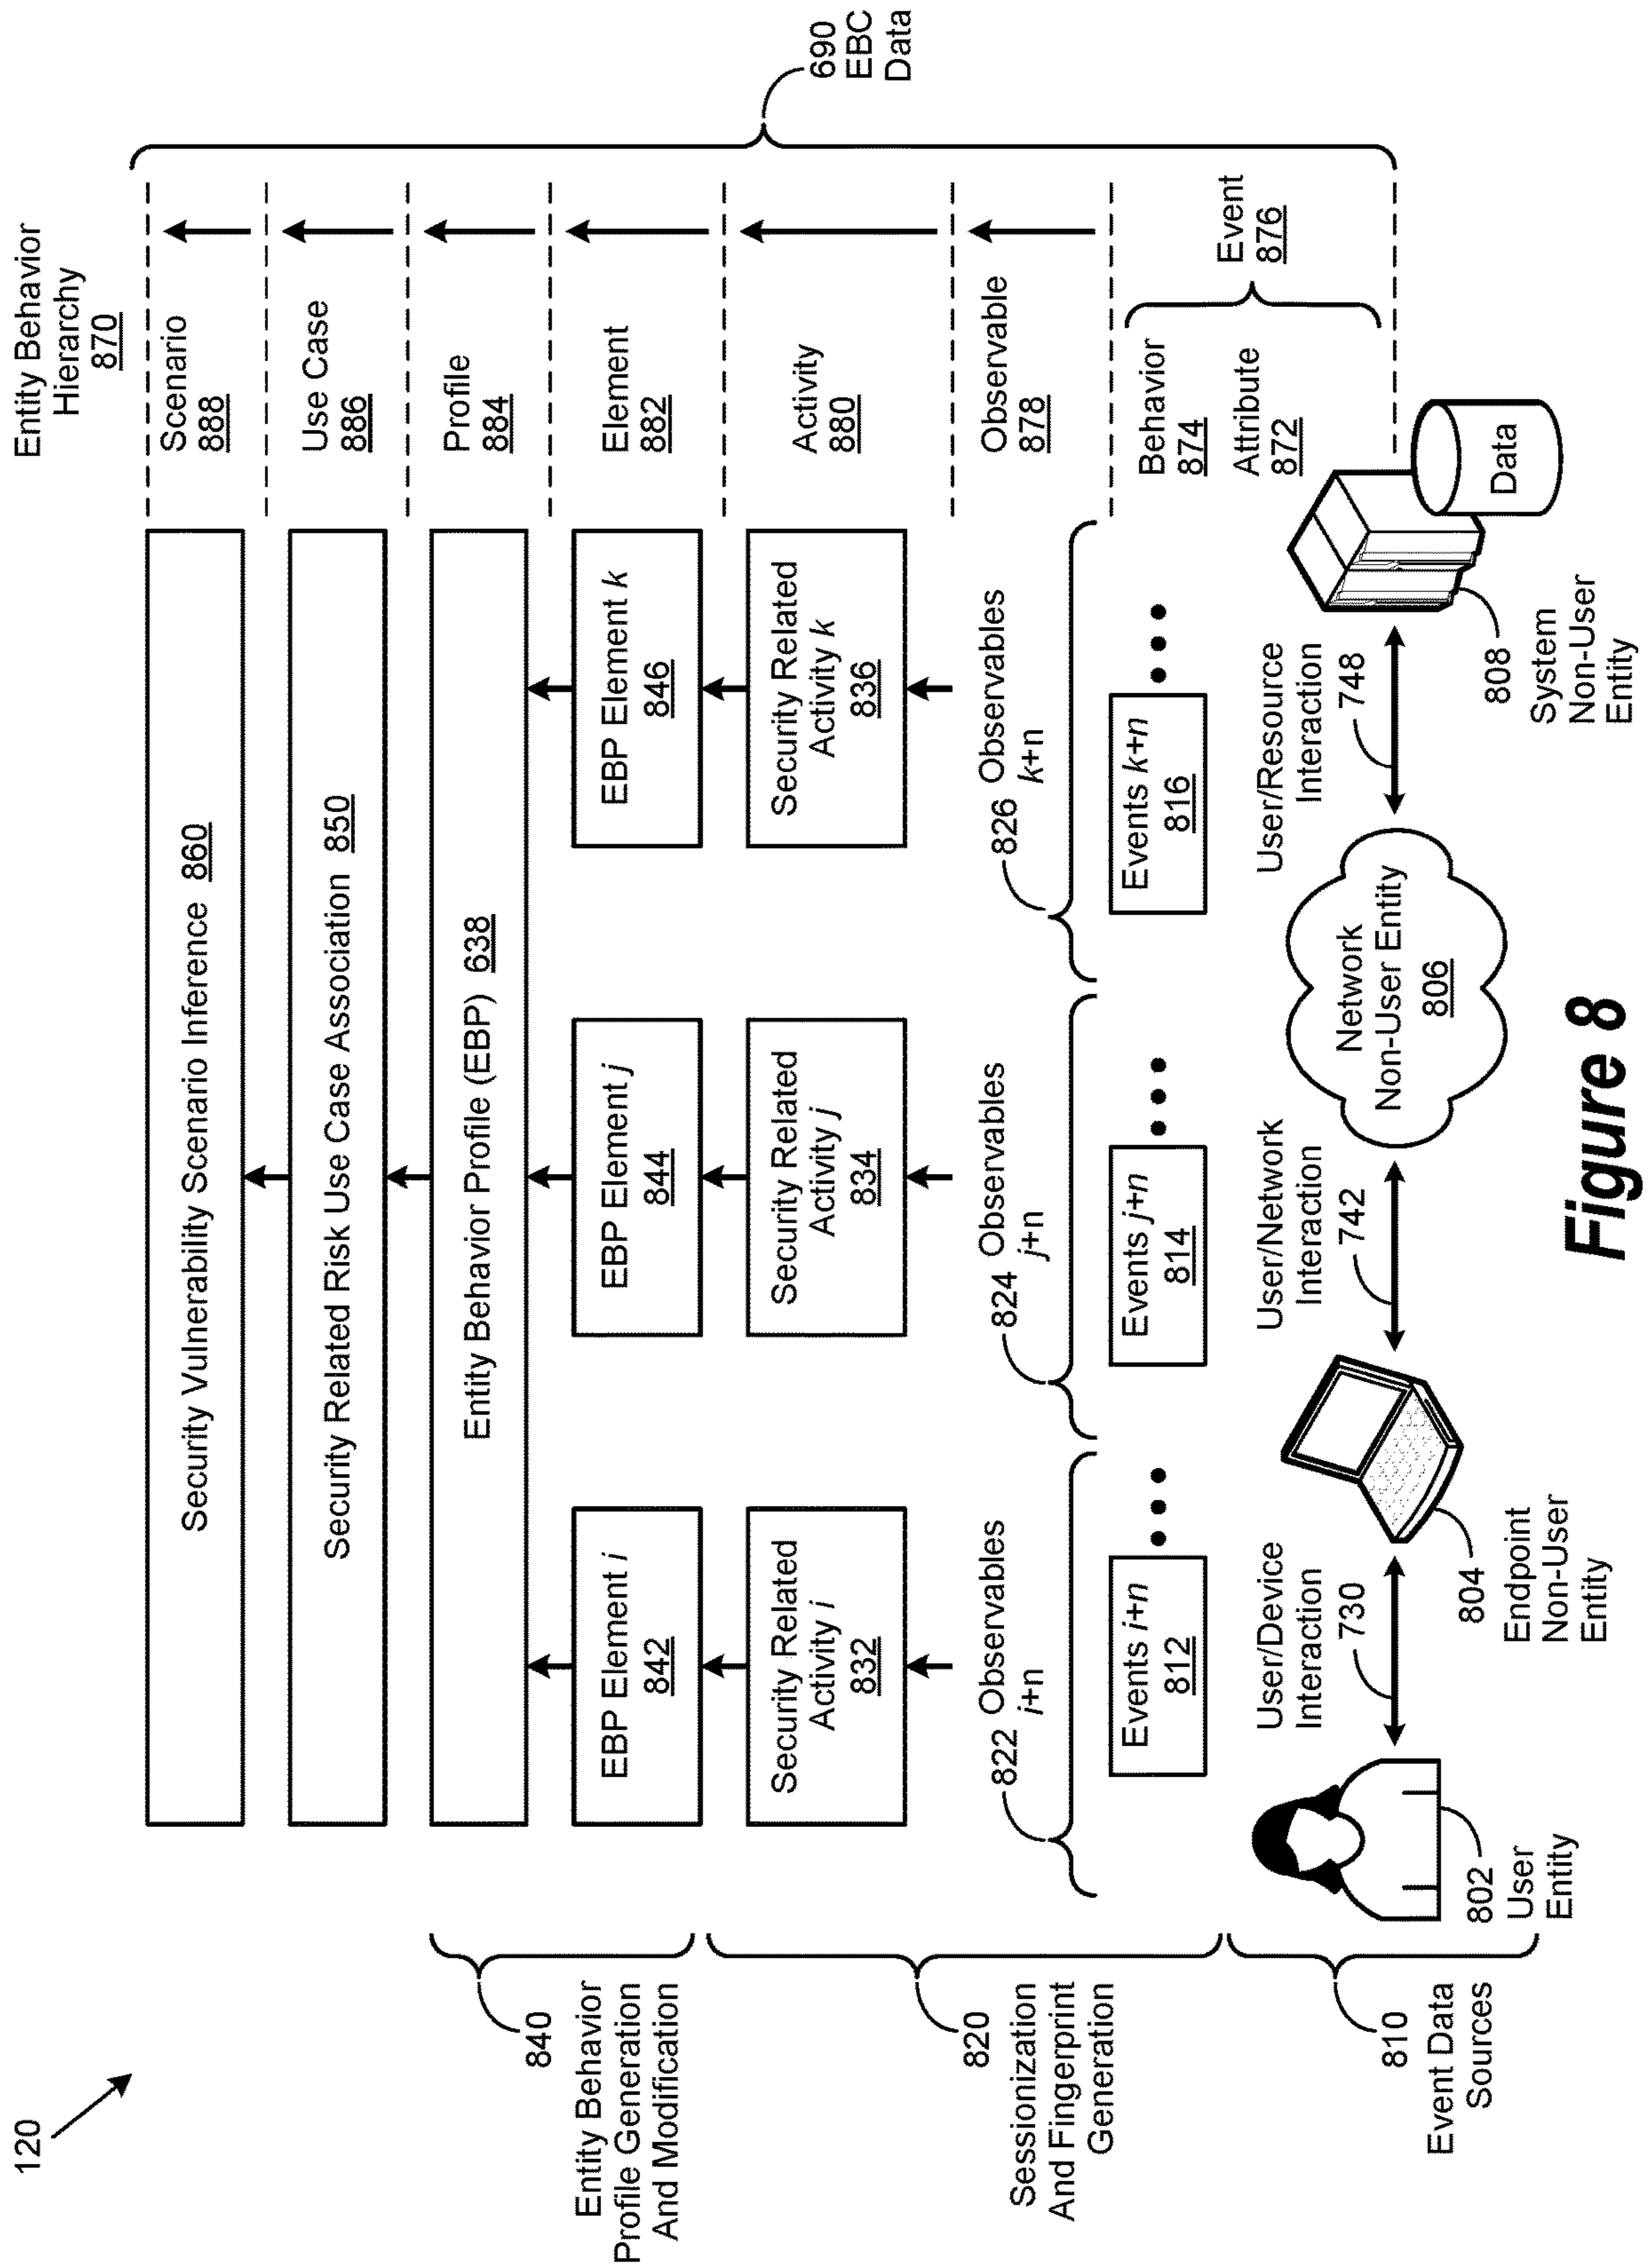 120
Entity Behavior
Hierarchy
870
Security Vulnerability Scenario Inference 860
Scenario
888
Security Related Risk Use Case Association 850
Use Case
886
840
Entity Behavior
Profile Generation
And Modification
Entity Behavior Profile (EBP) 638
Profile
884
EBP Element i
842
EBP Element j
844
EBP Element k
846
Element
882
690
EBC
Data
820
Sessionization
And Fingerprint
Generation
Security Related
Activity i
832
Security Related
Activity j
834
Security Related
Activity k
836
Activity
880
822 Observables
i+n
824 Observables
j+n
826 Observables
k+n
Observable
878
Events i+n
812
Events j+n
814
Events k+n
816
Behavior
874
Attribute
872
Event
876
810
Event Data
Sources
802
User
Entity
User/Device
Interaction
730
804
Endpoint
Non-User
Entity
User/Network
Interaction
742
Network
Non-User Entity
806
User/Resource
Interaction
748
808
System
Non-User
Entity
Data
Figure 8